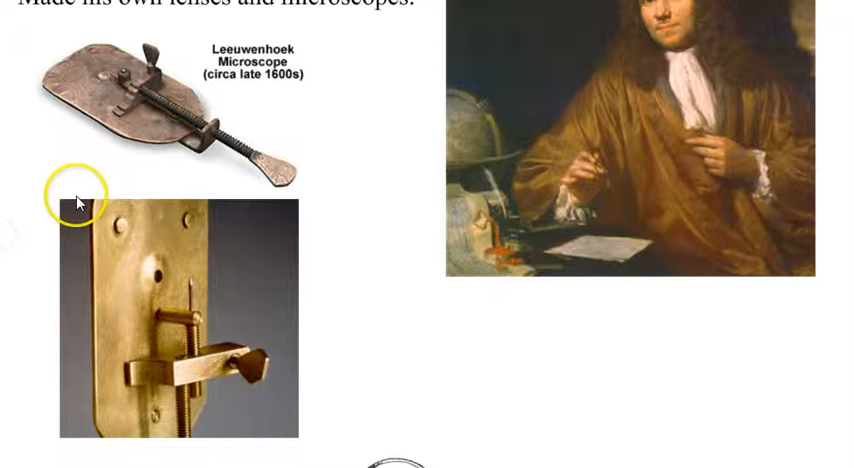 Made his own lenses and microscopes.
Leeuwenhoek
Microscope
(circa late 1600s)